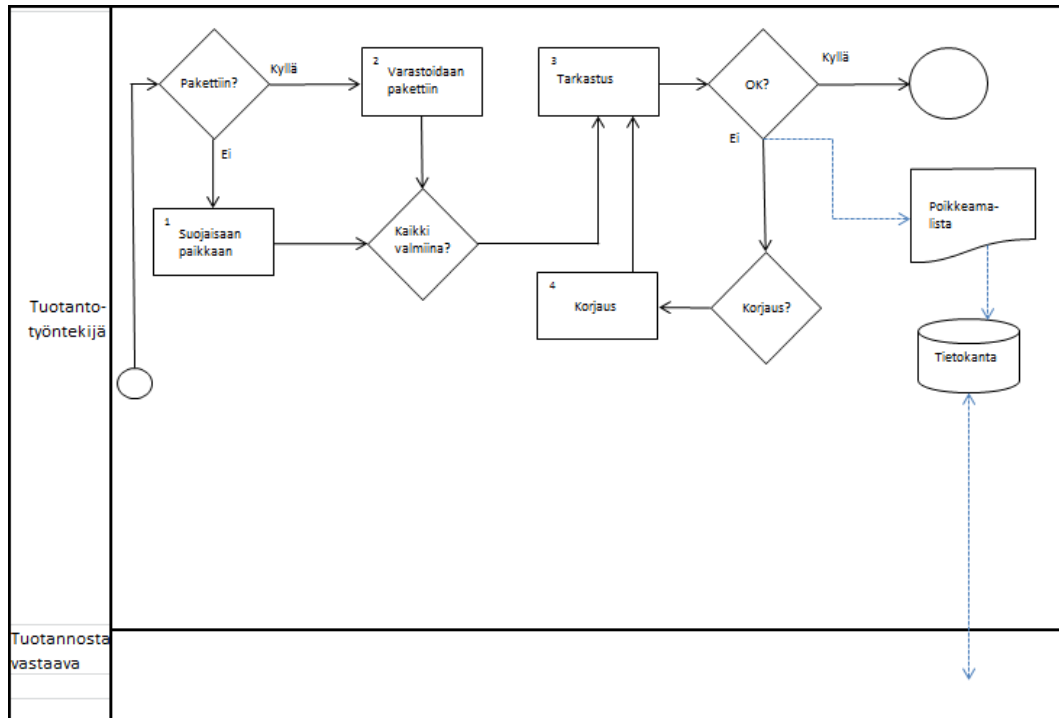 Tuotanto-
työntekijä
Pakettiin?
Kyllä
Ei
2
Varastoidaan
pakettiin
1
Suojaisaan
paikkaan
Kaikki
valmiina?
3
Tarkastus
OK?
Kyllä
Ei
4
Korjaus
Korjaus?
Poikkeama-
lista
Tietokanta
Tuotannosta
vastaava